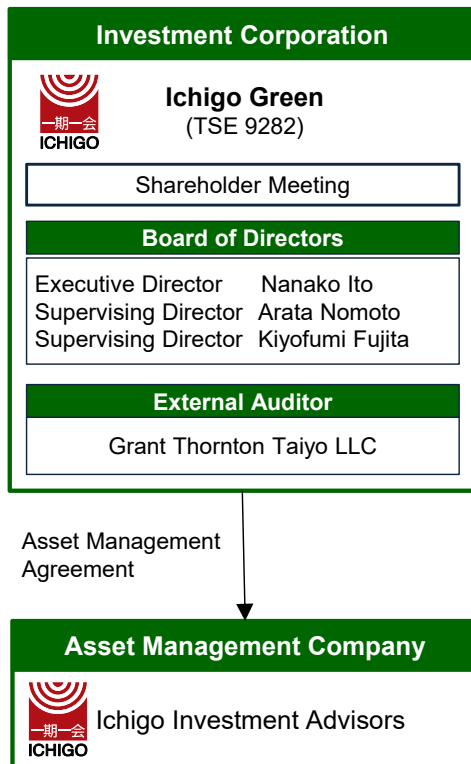 Investment Corporation
一期一会
ICHIGO
Ichigo Green
(TSE 9282)
Shareholder Meeting
Board of Directors
Executive Director Nanako Ito
Supervising Director Arata Nomoto
Supervising Director Kiyofumi Fujita
External Auditor
Grant Thornton Taiyo LLC
Asset Management
Agreement
Asset Management Company
一期一会
ICHIGO
Ichigo Investment Advisors